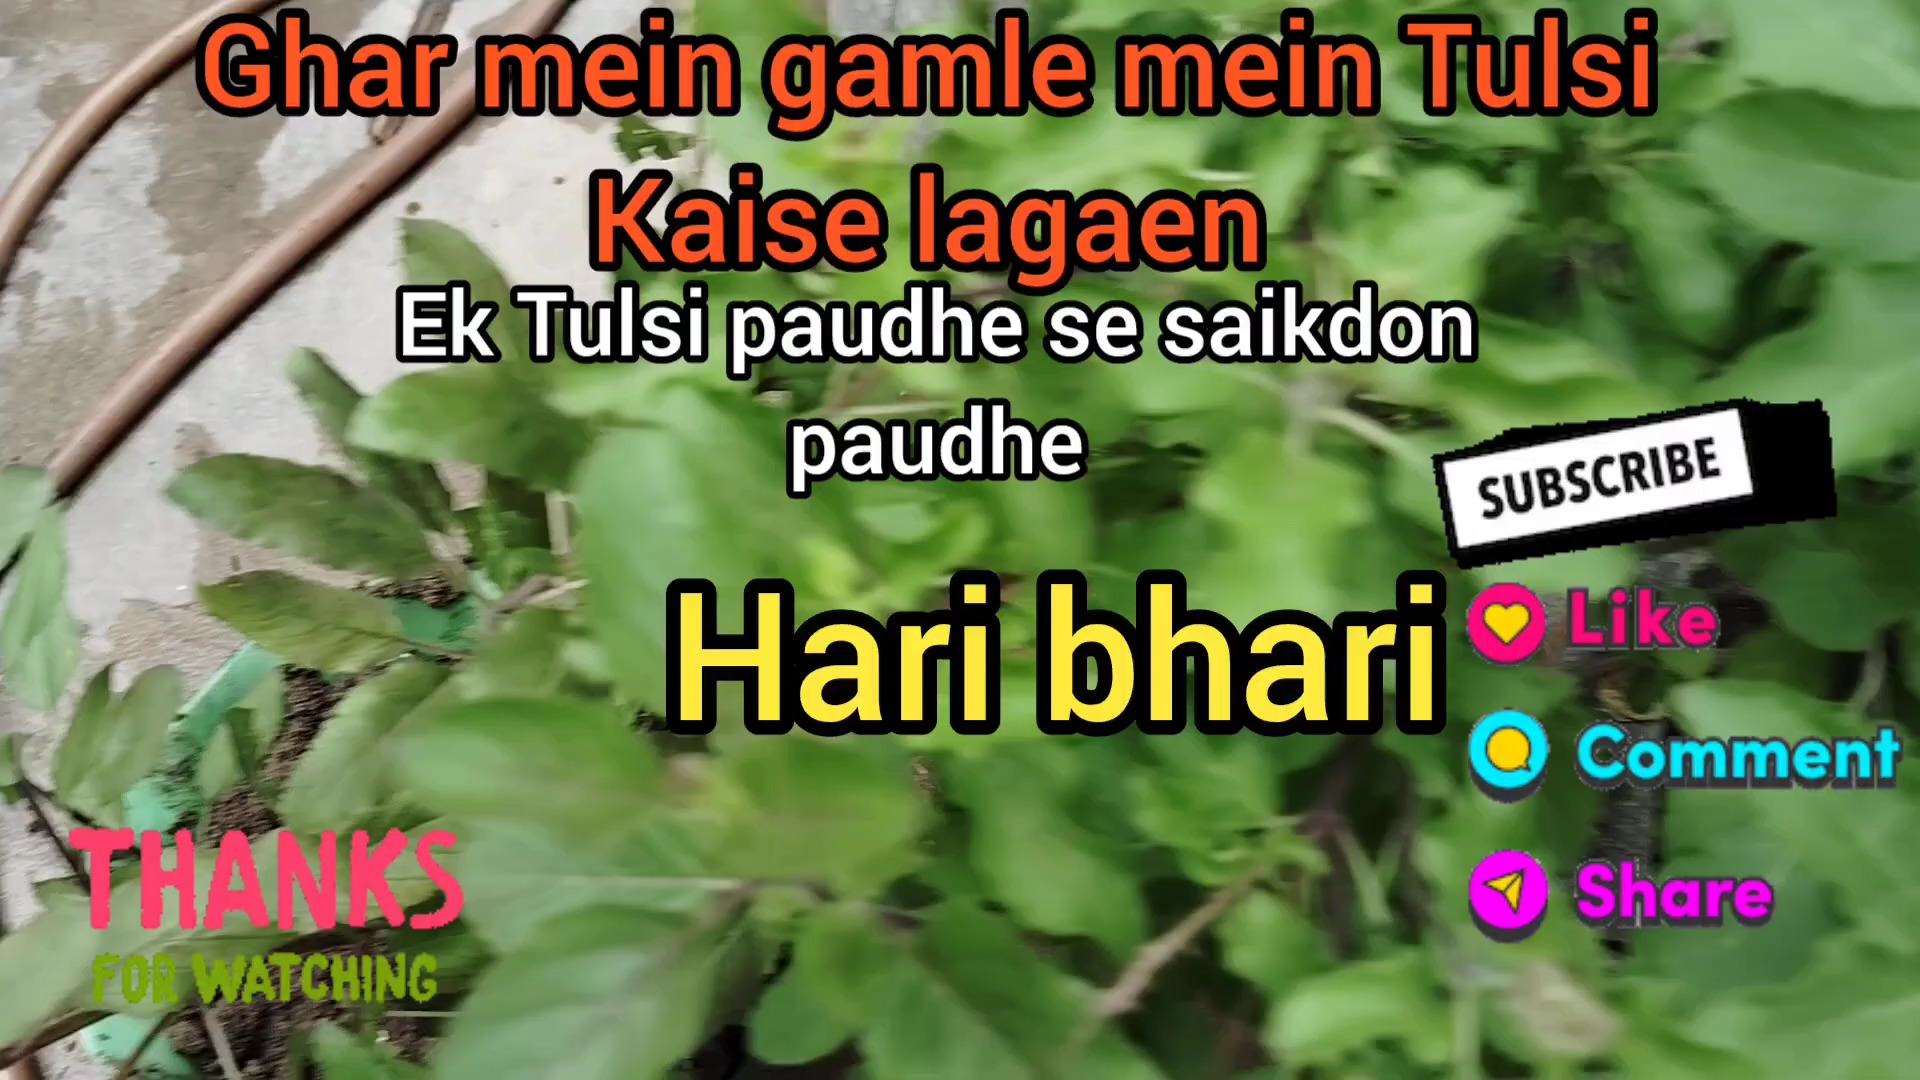 Ghar mein gamle mein Tulsi
Kaise lagaen
Ek Tulsi paudhe se saikdon
paudhe
SUBSCRIBE
Hari bhari
Like
Comment
Share
THANKS
FOR WATCHING